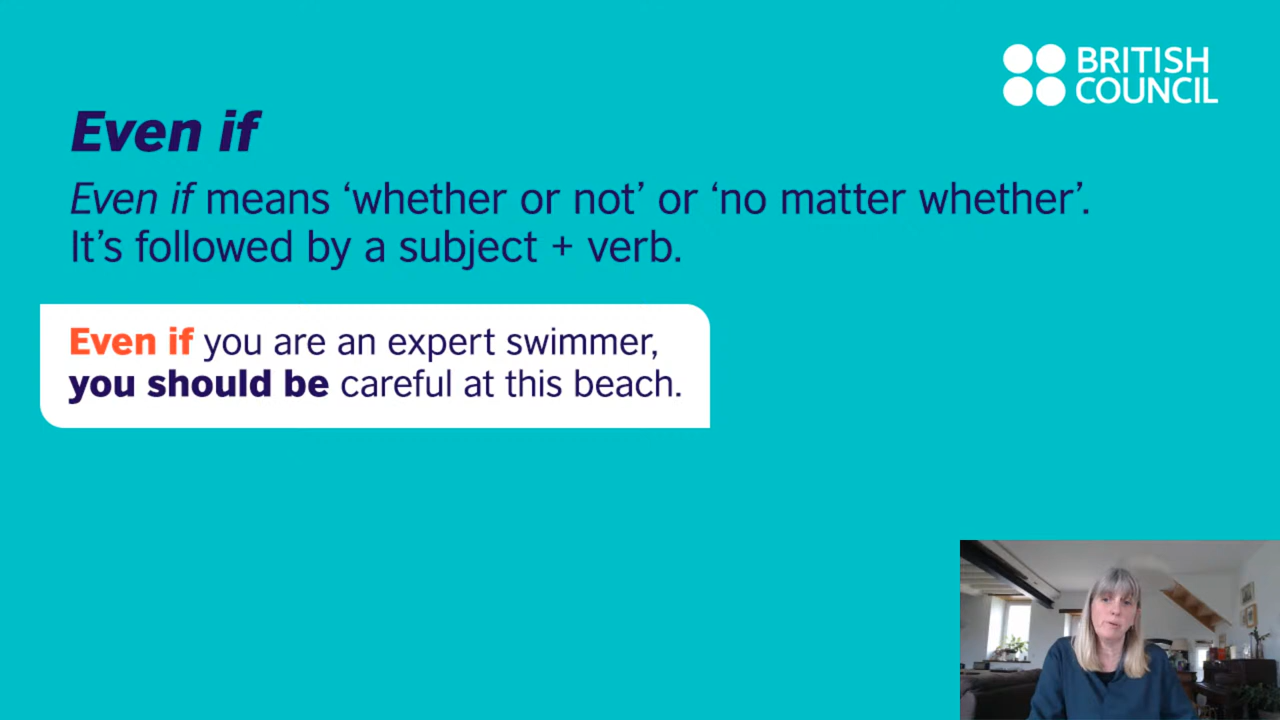 BRITISH
COUNCIL
Even if
Even if means ‘whether or not’ or ‘no matter whether’.
It’s followed by a subject + verb.
Even if you are an expert swimmer,
you should be careful at this beach.